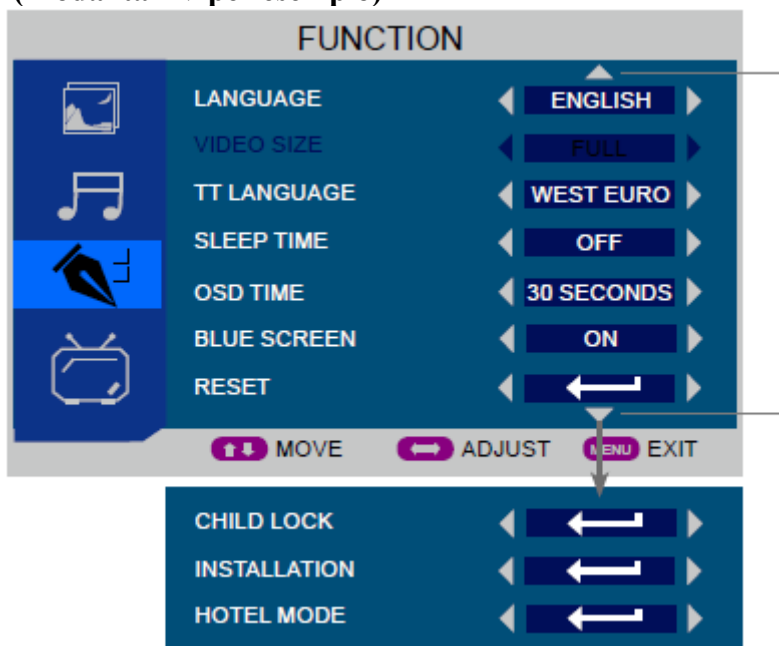 FUNCTION
LANGUAGE ENGLISH
VIDEO SIZE FULL
TT LANGUAGE WEST EURO
SLEEP TIME OFF
OSD TIME 30 SECONDS
BLUE SCREEN ON
RESET
MOVE ADJUST MENU EXIT
CHILD LOCK
INSTALLATION
HOTEL MODE